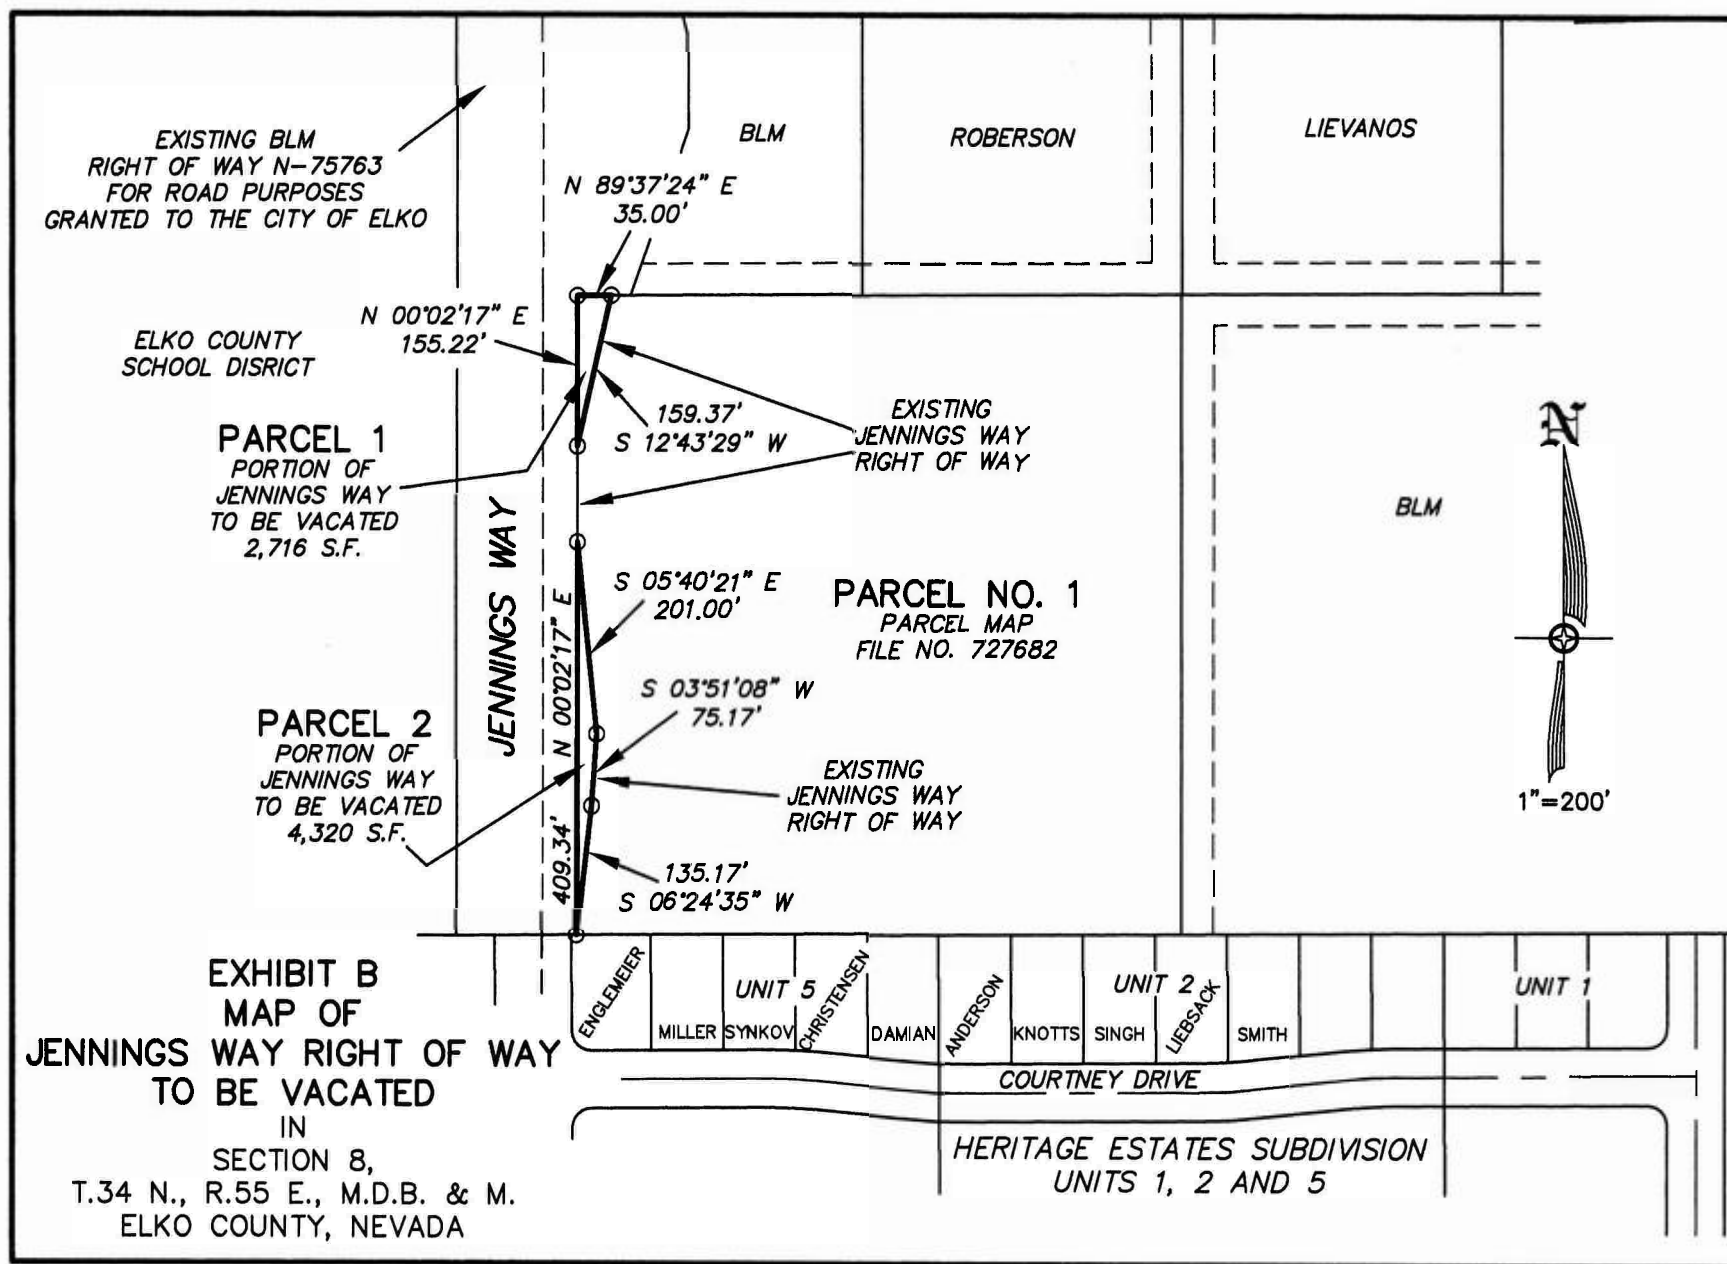 EXISTING BLM
RIGHT OF WAY N-75763
FOR ROAD PURPOSES
GRANTED TO THE CITY OF ELKO
BLM
ROBERSON
LIEVANOS
N 89°37'24" E
35.00'
N 00°02'17" E
155.22'
ELKO COUNTY
SCHOOL DISRICT
159.37'
S 12°43'29" W
EXISTING
JENNINGS WAY
RIGHT OF WAY
PARCEL 1
PORTION OF
JENNINGS WAY
TO BE VACATED
2,716 S.F.
N
BLM
JENNINGS WAY
S 05°40'21" E
201.00'
PARCEL NO. 1
PARCEL MAP
FILE NO. 727682
N 00°02'17" E
409.34'
S 03°51'08" W
75.17'
PARCEL 2
PORTION OF
JENNINGS WAY
TO BE VACATED
4,320 S.F.
EXISTING
JENNINGS WAY
RIGHT OF WAY
1"=200'
135.17'
S 06°24'35" W
ENGLEMEIER
MILLER
SYNKOV
UNIT 5
CHRISTENSEN
DAMIAN
ANDERSON
KNOTTS
SINGH
UNIT 2
LIEBSACK
SMITH
UNIT 1
COURTNEY DRIVE
HERITAGE ESTATES SUBDIVISION
UNITS 1, 2 AND 5
EXHIBIT B
MAP OF
JENNINGS WAY RIGHT OF WAY
TO BE VACATED
IN
SECTION 8,
T.34 N., R.55 E., M.D.B. & M.
ELKO COUNTY, NEVADA